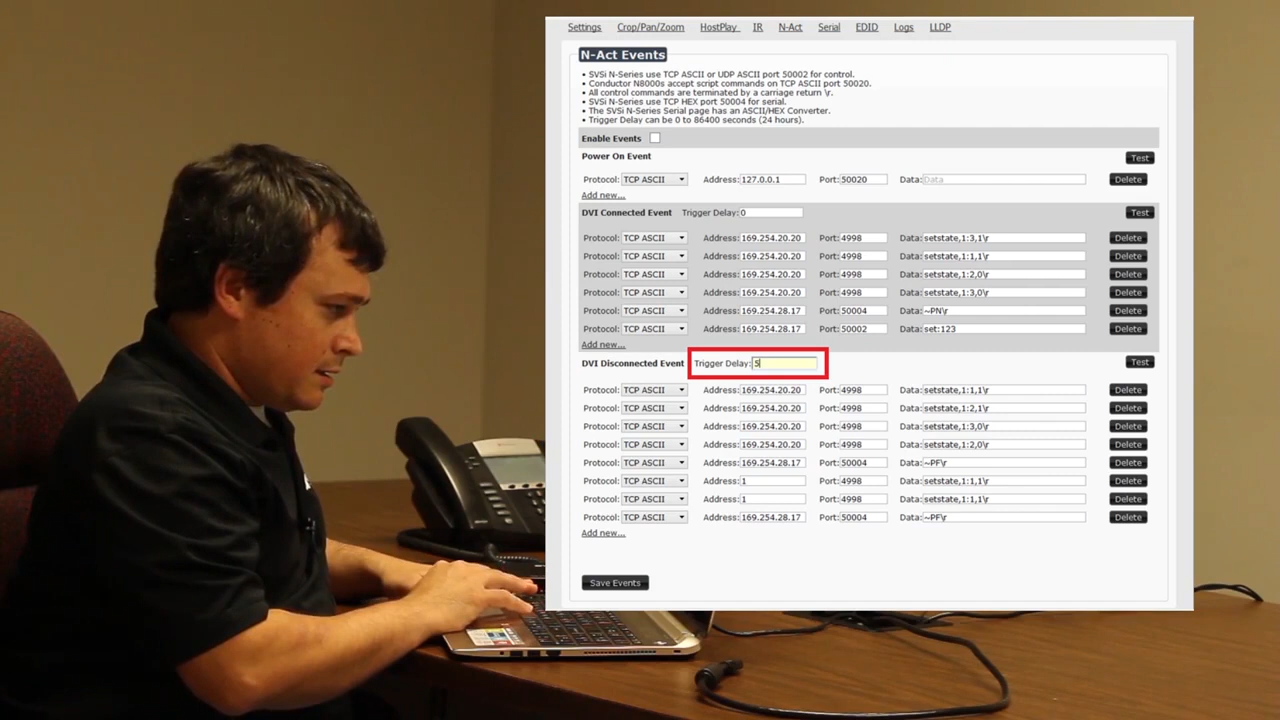 Settings Crop/Pan/Zoom HostPlay IR N-Act Serial EDID Logs LLDP
N-Act Events
• SVSi N-Series use TCP ASCII or UDP ASCII port 50002 for control.
• Conductor N8000s accept script commands on TCP ASCII port 50020.
• All control commands are terminated by a carriage return \r.
• SVSi N-Series use TCP HEX port 50004 for serial.
• The SVSi N-Series Serial page has an ASCII/HEX Converter.
• Trigger Delay can be 0 to 86400 seconds (24 hours).
Enable Events
Power On Event Test
Protocol: TCP ASCII Address: 127.0.0.1 Port: 50020 Data: Data Delete
Add new...
DVI Connected Event Trigger Delay: 0 Test
Protocol: TCP ASCII Address: 169.254.20.20 Port: 4998 Data: setstate,1:3,1\r Delete
Protocol: TCP ASCII Address: 169.254.20.20 Port: 4998 Data: setstate,1:1,1\r Delete
Protocol: TCP ASCII Address: 169.254.20.20 Port: 4998 Data: setstate,1:2,0\r Delete
Protocol: TCP ASCII Address: 169.254.20.20 Port: 4998 Data: setstate,1:3,0\r Delete
Protocol: TCP ASCII Address: 169.254.28.17 Port: 50004 Data: ~PN\r Delete
Protocol: TCP ASCII Address: 169.254.28.17 Port: 50002 Data: set:123 Delete
Add new...
DVI Disconnected Event Trigger Delay: 5 Test
Protocol: TCP ASCII Address: 169.254.20.20 Port: 4998 Data: setstate,1:1,1\r Delete
Protocol: TCP ASCII Address: 169.254.20.20 Port: 4998 Data: setstate,1:2,1\r Delete
Protocol: TCP ASCII Address: 169.254.20.20 Port: 4998 Data: setstate,1:3,0\r Delete
Protocol: TCP ASCII Address: 169.254.20.20 Port: 4998 Data: setstate,1:2,0\r Delete
Protocol: TCP ASCII Address: 169.254.28.17 Port: 50004 Data: ~PF\r Delete
Protocol: TCP ASCII Address: 1 Port: 4998 Data: setstate,1:1,1\r Delete
Protocol: TCP ASCII Address: 1 Port: 4998 Data: setstate,1:1,1\r Delete
Protocol: TCP ASCII Address: 169.254.28.17 Port: 50004 Data: ~PF\r Delete
Add new...
Save Events